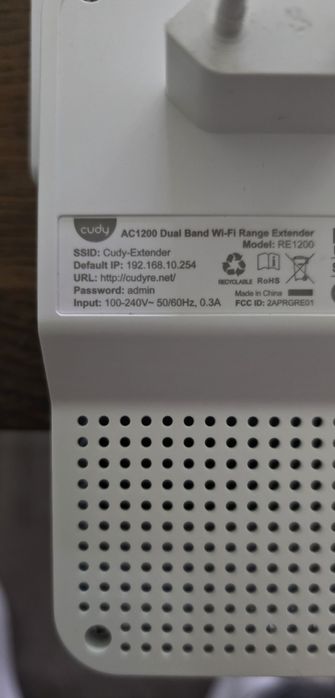 cudy
AC1200 Dual Band Wi-Fi Range Extender
Model: RE1200
SSID: Cudy-Extender
Default IP: 192.168.10.254
URL: http://cudyre.net/
Password: admin
Input: 100-240V~ 50/60Hz, 0.3A
RECYCLABLE RoHS
Made in China
FCC ID: 2APRGRE01